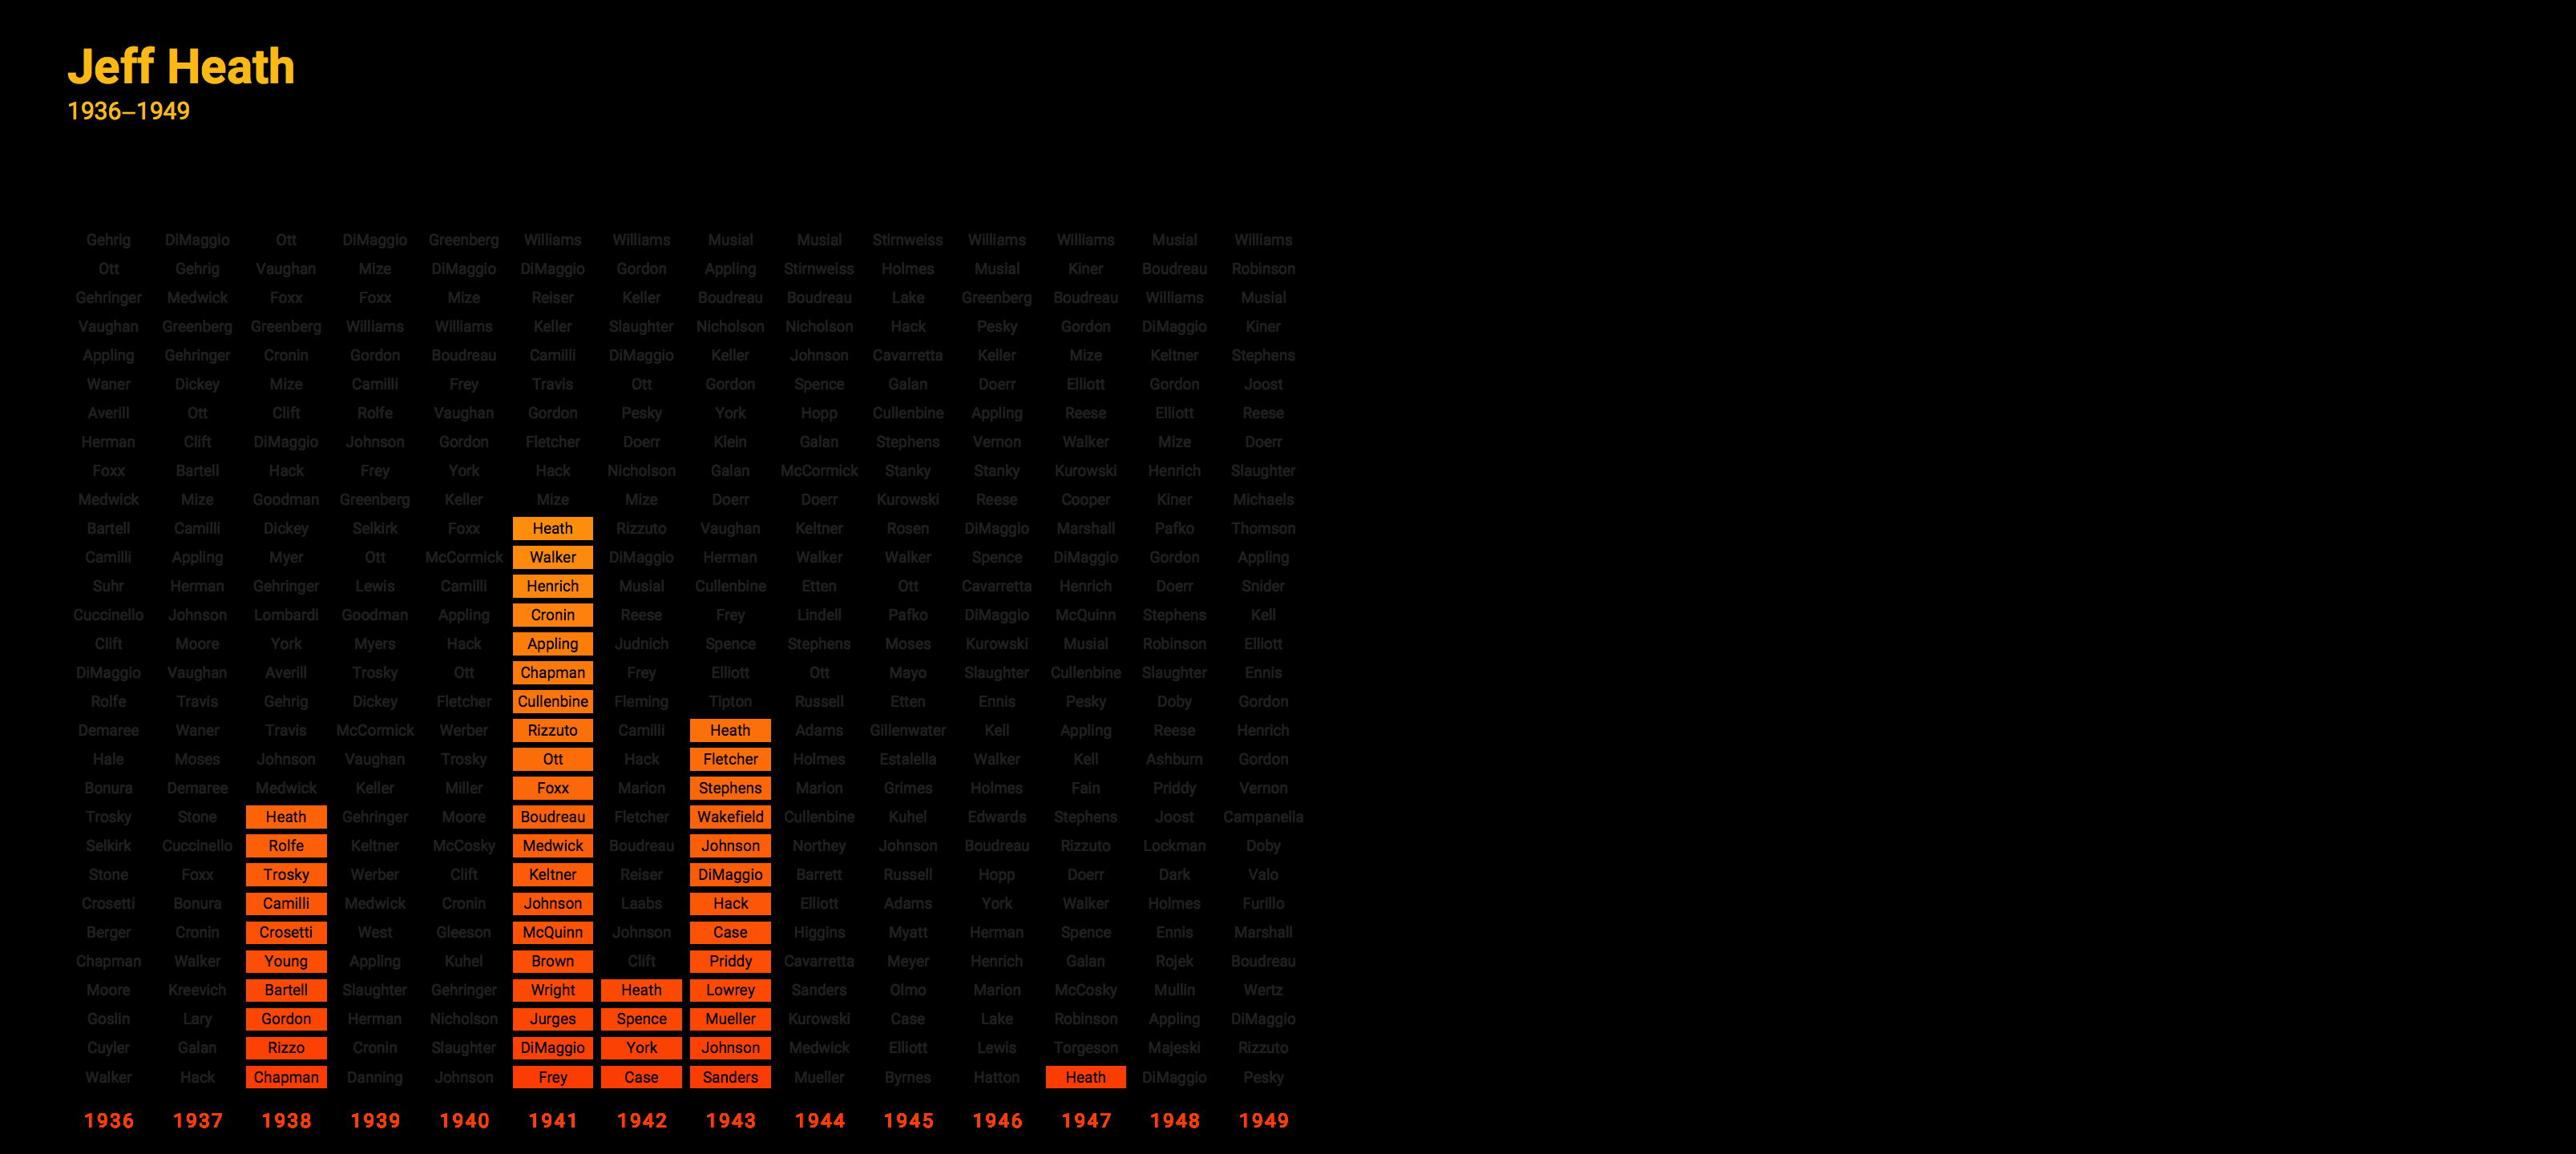 Jeff Heath
1936–1949
Gehrig DiMaggio Ott DiMaggio Greenberg Williams Williams Musial Musial Stirnweiss Williams Williams Musial Williams
Ott Gehrig Vaughan Mize DiMaggio DiMaggio Gordon Appling Stirnweiss Holmes Musial Kiner Boudreau Robinson
Gehringer Medwick Foxx Foxx Mize Reiser Keller Boudreau Boudreau Lake Greenberg Boudreau Williams Musial
Vaughan Greenberg Greenberg Williams Williams Keller Slaughter Nicholson Nicholson Hack Pesky Gordon DiMaggio Kiner
Appling Gehringer Cronin Gordon Boudreau Camilli DiMaggio Keller Johnson Cavarretta Keller Mize Keltner Stephens
Waner Dickey Mize Camilli Frey Travis Ott Gordon Spence Galan Doerr Elliott Gordon Joost
Averill Ott Clift Rolfe Vaughan Gordon Pesky York Hopp Cullenbine Appling Reese Elliott Reese
Herman Clift DiMaggio Johnson Gordon Fletcher Doerr Klein Galan Stephens Vernon Walker Mize Doerr
Foxx Bartell Hack Frey York Hack Nicholson Galan McCormick Stanky Stanky Kurowski Henrich Slaughter
Medwick Mize Goodman Greenberg Keller Mize Mize Doerr Doerr Kurowski Reese Cooper Kiner Michaels
Bartell Camilli Dickey Selkirk Foxx Heath Rizzuto Vaughan Keltner Rosen DiMaggio Marshall Pafko Thomson
Camilli Appling Myer Ott McCormick Walker DiMaggio Herman Walker Walker Spence DiMaggio Gordon Appling
Suhr Herman Gehringer Lewis Camilli Henrich Musial Cullenbine Etten Ott Cavarretta Henrich Doerr Snider
Cuccinello Johnson Lombardi Goodman Appling Cronin Reese Frey Lindell Pafko DiMaggio McQuinn Stephens Kell
Clift Moore York Myers Hack Appling Judnich Spence Stephens Moses Kurowski Musial Robinson Elliott
DiMaggio Vaughan Averill Trosky Ott Chapman Frey Elliott Ott Mayo Slaughter Cullenbine Slaughter Ennis
Rolfe Travis Gehrig Dickey Fletcher Cullenbine Fleming Tipton Russell Etten Ennis Pesky Doby Gordon
Demaree Waner Travis McCormick Werber Rizzuto Camilli Heath Adams Gillenwater Kell Appling Reese Henrich
Hale Moses Johnson Vaughan Trosky Ott Hack Fletcher Holmes Estalella Walker Kell Ashburn Gordon
Bonura Demaree Medwick Keller Miller Foxx Marion Stephens Marion Grimes Holmes Fain Priddy Vernon
Trosky Stone Heath Gehringer Moore Boudreau Fletcher Wakefield Cullenbine Kuhel Edwards Stephens Joost Campanella
Selkirk Cuccinello Rolfe Keltner McCosky Medwick Boudreau Johnson Northey Johnson Boudreau Rizzuto Lockman Doby
Stone Foxx Trosky Werber Clift Keltner Reiser DiMaggio Barrett Russell Hopp Doerr Dark Valo
Crosetti Bonura Camilli Medwick Cronin Johnson Laabs Hack Elliott Adams York Walker Holmes Furillo
Berger Cronin Crosetti West Gleeson McQuinn Johnson Case Higgins Myatt Herman Spence Ennis Marshall
Chapman Walker Young Appling Kuhel Brown Clift Priddy Cavarretta Meyer Henrich Galan Rojek Boudreau
Moore Kreevich Bartell Slaughter Gehringer Wright Heath Lowrey Sanders Olmo Marion McCosky Mullin Wertz
Goslin Lary Gordon Herman Nicholson Jurges Spence Mueller Kurowski Case Lake Robinson Appling DiMaggio
Cuyler Galan Rizzo Cronin Slaughter DiMaggio York Johnson Medwick Elliott Lewis Torgeson Majeski Rizzuto
Walker Hack Chapman Danning Johnson Frey Case Sanders Mueller Byrnes Hatton Heath DiMaggio Pesky
1936 1937 1938 1939 1940 1941 1942 1943 1944 1945 1946 1947 1948 1949